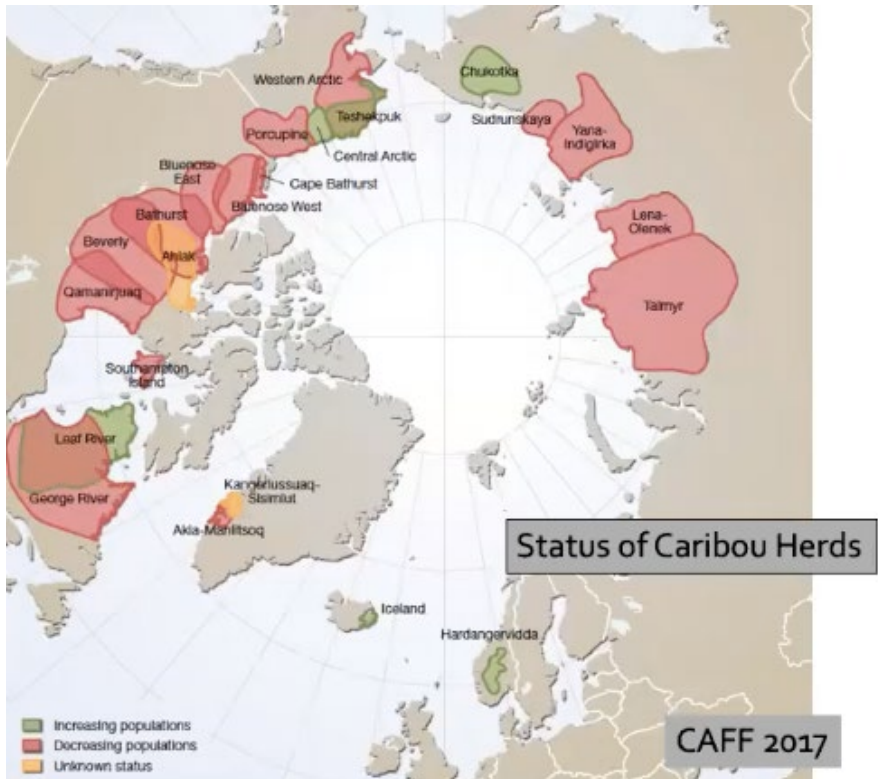 Western Arctic
Chukotka
Teshekpuk
Sudrunskaya
Yana-
Indigirka
Porcupine
Central Arctic
Bluenose
East
Cape Bathurst
Bluenose West
Bathurst
Lena-
Olenek
Beverly
Ahiak
Qamanirjuaq
Taimyr
Southampton
Island
Leaf River
Kangerlussuaq-
Sisimiut
George River
Akia-Maniitsoq
Status of Caribou Herds
Iceland
Hardangervidda
Increasing populations
Decreasing populations
Unknown status
CAFF 2017